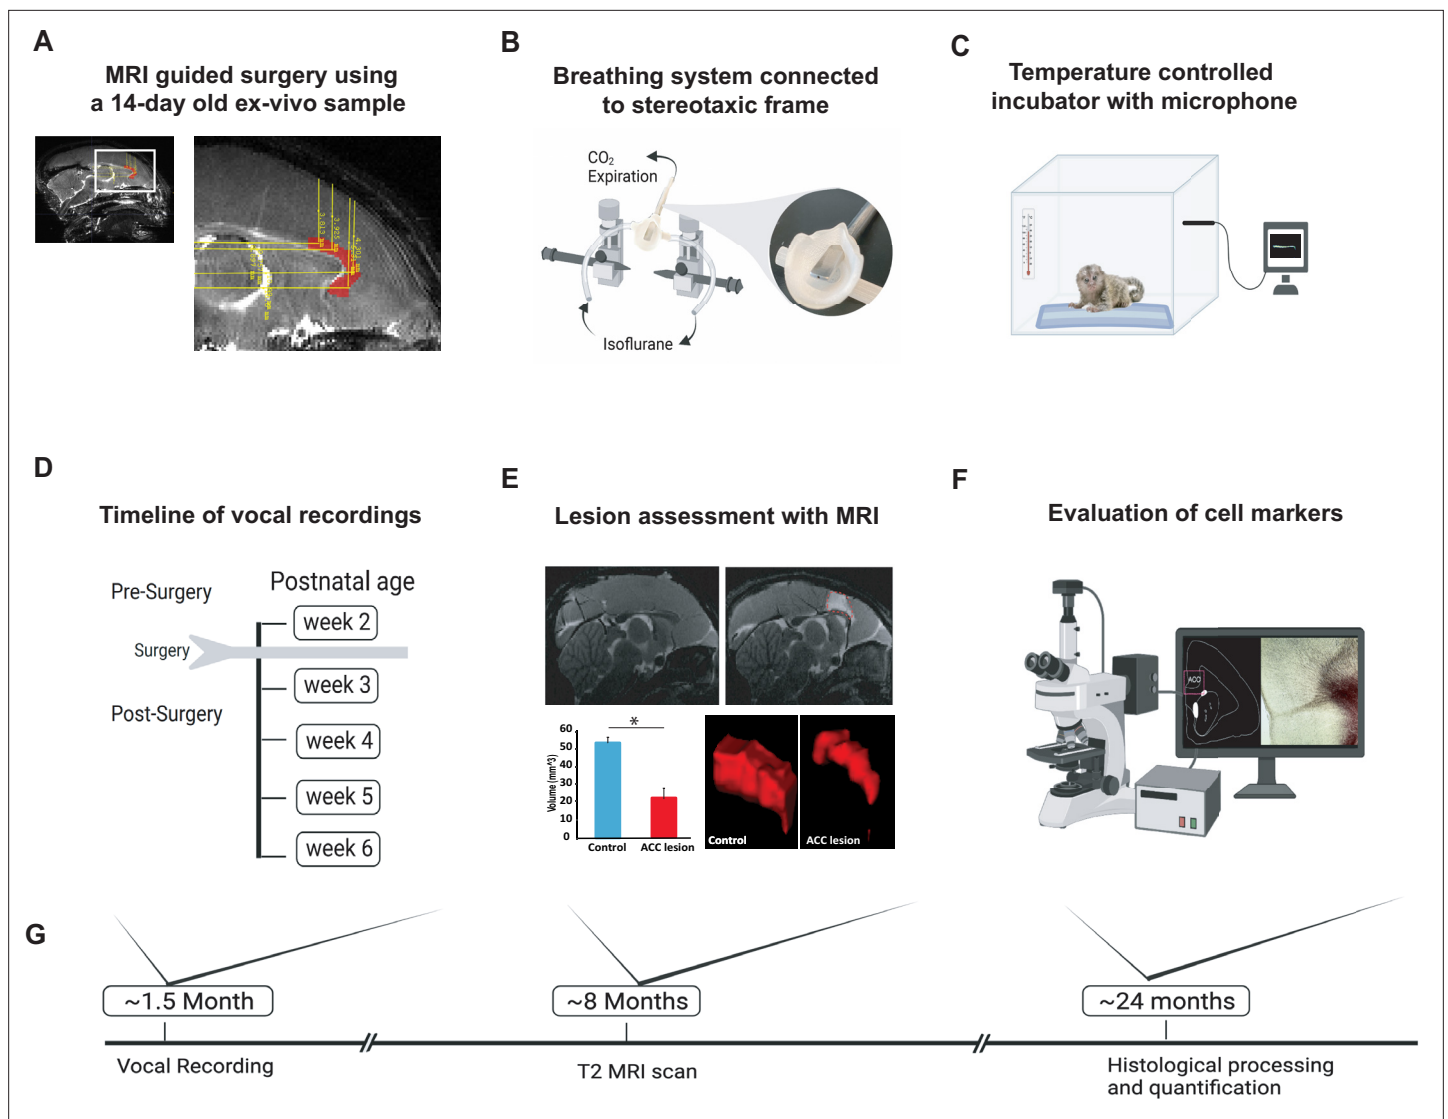 A
MRI guided surgery using
a 14-day old ex-vivo sample
B
Breathing system connected
to stereotaxic frame
CO₂
Expiration
Isoflurane
C
Temperature controlled
incubator with microphone
D
Timeline of vocal recordings
Postnatal age
Pre-Surgery
week 2
Surgery
week 3
Post-Surgery
week 4
week 5
week 6
E
Lesion assessment with MRI
*
Volume (mm^3)
60
50
40
30
20
10
0
Control
ACC lesion
Control
ACC lesion
F
Evaluation of cell markers
ACC
G
~1.5 Month
~8 Months
~24 months
Vocal Recording
T2 MRI scan
Histological processing
and quantification